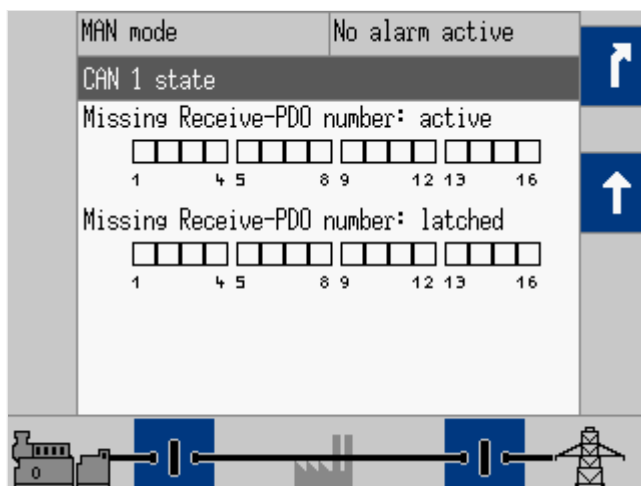 MAN mode No alarm active
CAN 1 state
Missing Receive-PDO number: active
1 4 5 8 9 12 13 16
Missing Receive-PDO number: latched
1 4 5 8 9 12 13 16
0